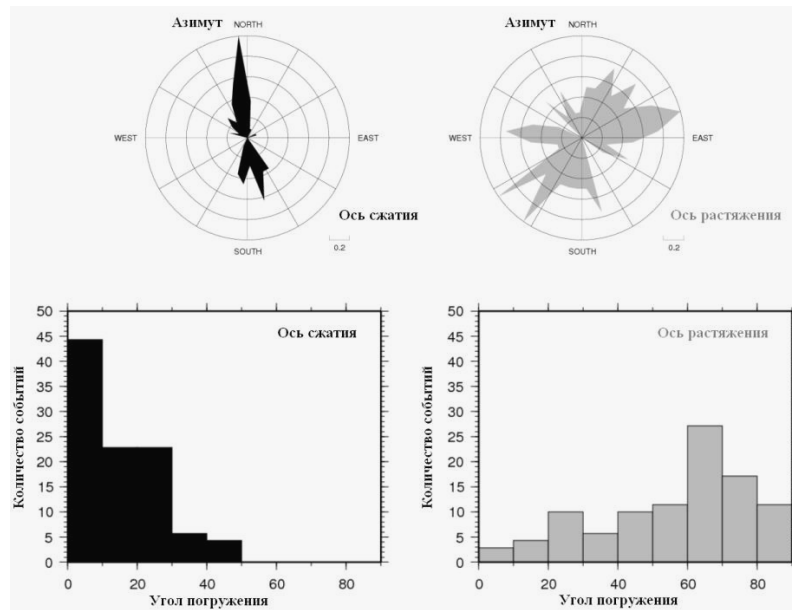 Азимут
NORTH
WEST
EAST
SOUTH
Ось сжатия
0.2
Азимут
NORTH
WEST
EAST
SOUTH
Ось растяжения
0.2
Количество событий
50
45
40
35
30
25
20
15
10
5
0
Ось сжатия
0 20 40 60 80
Угол погружения
Количество событий
50
45
40
35
30
25
20
15
10
5
0
Ось растяжения
0 20 40 60 80
Угол погружения